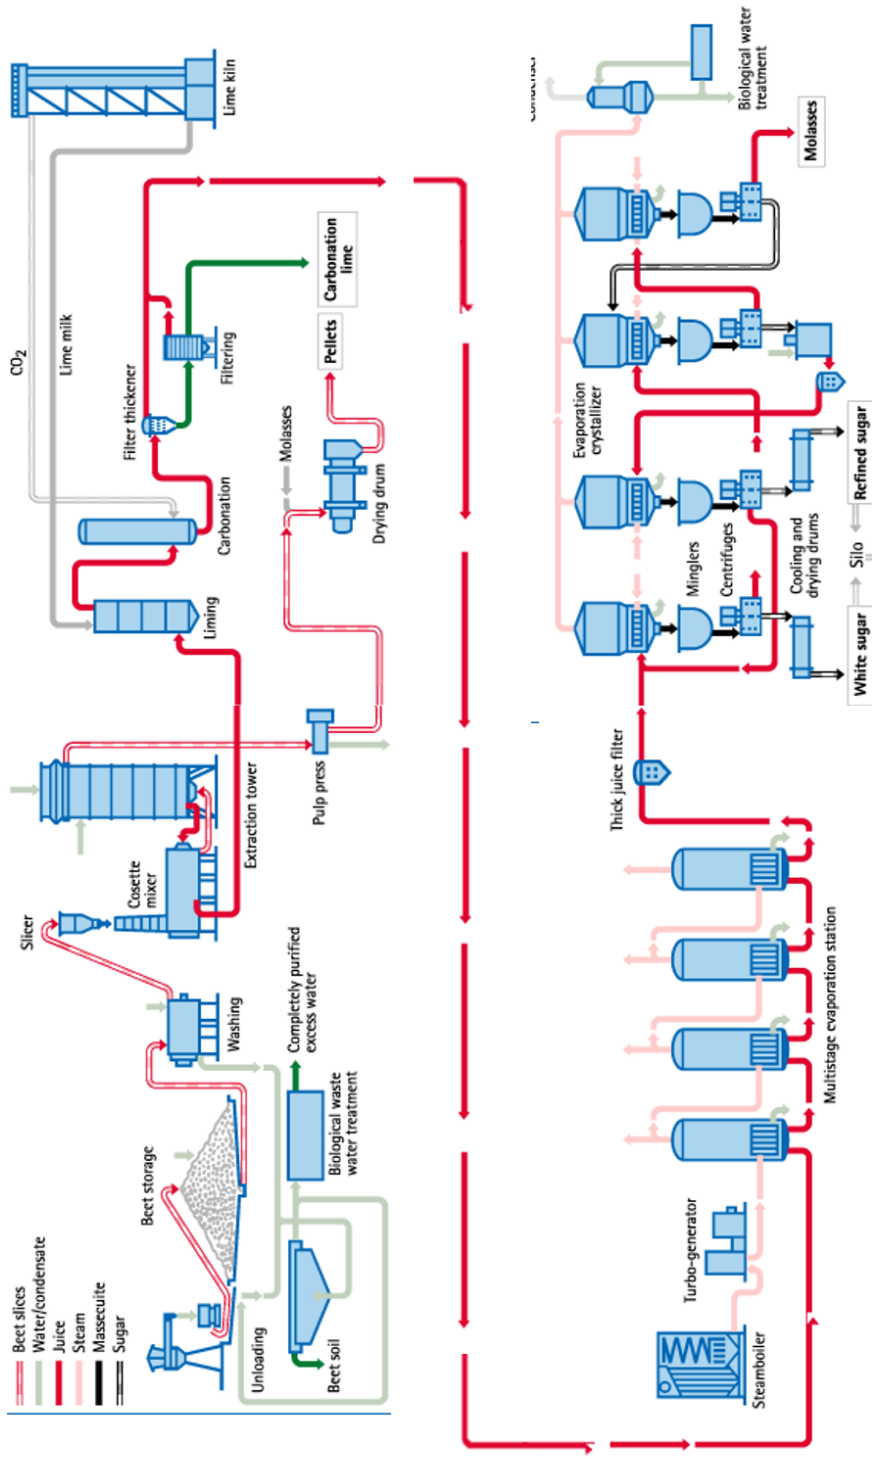 Beet slices
Water/condensate
Juice
Steam
Massecuite
Sugar
Unloading
Beet soil
Beet storage
Biological waste
water treatment
Completely purified
excess water
Washing
Slicer
Cosette
mixer
Extraction tower
Pulp press
Liming
Carbonation
Molasses
Drying drum
Pellets
Filter thickener
Filtering
Carbonation
lime
CO2
Lime milk
Lime kiln
Steamboiler
Turbo-generator
Multistage evaporation station
Thick juice filter
Evaporation
crystallizer
Minglers
Centrifuges
Cooling and
drying drums
White sugar
Silo
Refined sugar
Molasses
Biological water
treatment